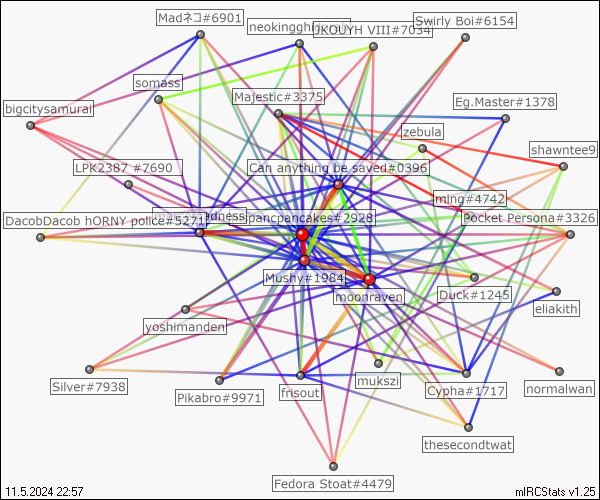 Madネコ#6901
Swirly Boi#6154
JKOUYH VIII#7034
somass
Majestic#3375
Eg.Master#1378
bigcitysamurai
zebula
shawntee9
LPK2387 #7690
Can anything be saved#0396
ming#4742
DacobDacob hORNY police#5271
pancpancakes#2928
Pocket Persona#3326
Mushy#1984
moonraven
Duck#1245
eliakith
yoshimanden
Silver#7938
Pikabro#9971
frisout
mukszi
Cypha#1717
normalwan
thesecondtwat
Fedora Stoat#4479
11.5.2024 22:57
mIRCStats v1.25